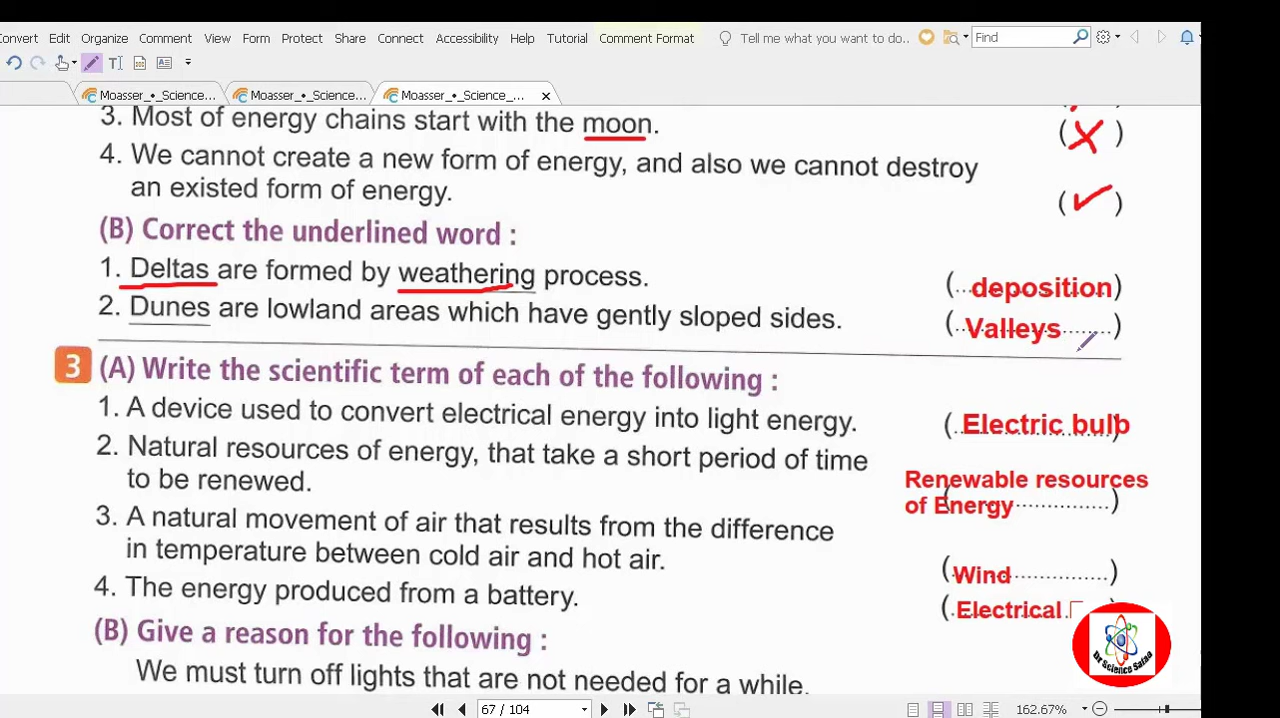 Convert Edit Organize Comment View Form Protect Share Connect Accessibility Help Tutorial Comment Format Tell me what you want to do.. Find
Moasser_•_Science... Moasser_•_Science... Moasser_•_Science_...
3. Most of energy chains start with the moon. (X)
4. We cannot create a new form of energy, and also we cannot destroy
an existed form of energy. (✓)
(B) Correct the underlined word :
1. Deltas are formed by weathering process. (..deposition)
2. Dunes are lowland areas which have gently sloped sides. (..Valleys........)
3 (A) Write the scientific term of each of the following :
1. A device used to convert electrical energy into light energy. (..Electric bulb)
2. Natural resources of energy, that take a short period of time
to be renewed.
Renewable resources
of Energy
3. A natural movement of air that results from the difference
in temperature between cold air and hot air. (.Wind..............)
4. The energy produced from a battery. (..Electrical
(B) Give a reason for the following :
We must turn off lights that are not needed for a while.
Dr Science Safaa
67 / 104 162.67%